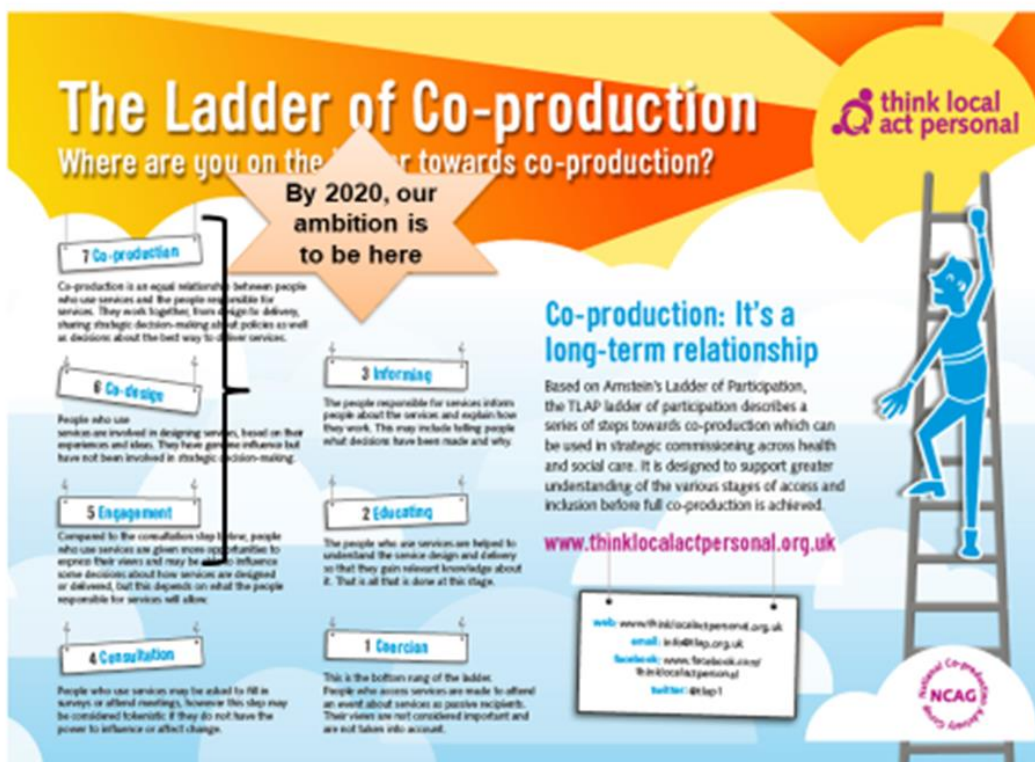 The Ladder of Co-production
Where are you on the towards co-production?
think local
act personal
By 2020, our
ambition is
to be here
7 Co-production
Co-production is an equal relationship between people
who use services and the people responsible for
services. They work together, from design to delivery,
sharing strategic decision-making about policies as well
as decisions about the best way to deliver services.
6 Co-design
People who use
services are involved in designing services, based on their
experiences and ideas. They have genuine influence but
have not been involved in strategic decision-making.
5 Engagement
Compared to the consultation step below, people
who use services are given more opportunities to
express their views and may be able to influence
some decisions about how services are designed
or delivered, but this depends on what the people
responsible for services will allow.
4 Consultation
People who use services may be asked to fill in
surveys or attend meetings, however this step may
be considered tokenistic if they do not have the
power to influence or affect change.
3 Informing
The people responsible for services inform
people about the services and explain how
they work. This may include telling people
what decisions have been made and why.
2 Educating
The people who use services are helped to
understand the service design and delivery
so that they gain relevant knowledge about
it. That is all that is done at this stage.
1 Coercion
This is the bottom rung of the ladder.
People who access services are made to attend
an event about services as passive recipients.
Their views are not considered important and
are not taken into account.
Co-production: It's a
long-term relationship
Based on Arnstein's Ladder of Participation,
the TLAP ladder of participation describes a
series of steps towards co-production which can
be used in strategic commissioning across health
and social care. It is designed to support greater
understanding of the various stages of access and
inclusion before full co-production is achieved.
www.thinklocalactpersonal.org.uk
web: www.thinklocalactpersonal.org.uk
email: info@tlap.org.uk
facebook: www.facebook.com/
thinklocalactpersonal
twitter: @tlap1
National Co-production Advisory Group
NCAG